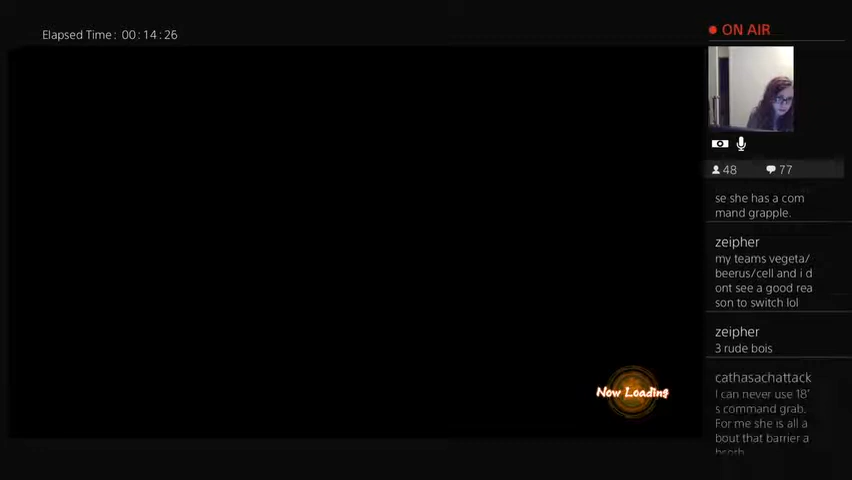 Elapsed Time: 00:14:26
ON AIR
48
77
se she has a com
mand grapple.
zeipher
my teams vegeta/
beerus/cell and i d
ont see a good rea
son to switch lol
zeipher
3 rude bois
Now Loading
cathasachattack
I can never use 18'
s command grab.
For me she is all a
bout that barrier a
bsorb